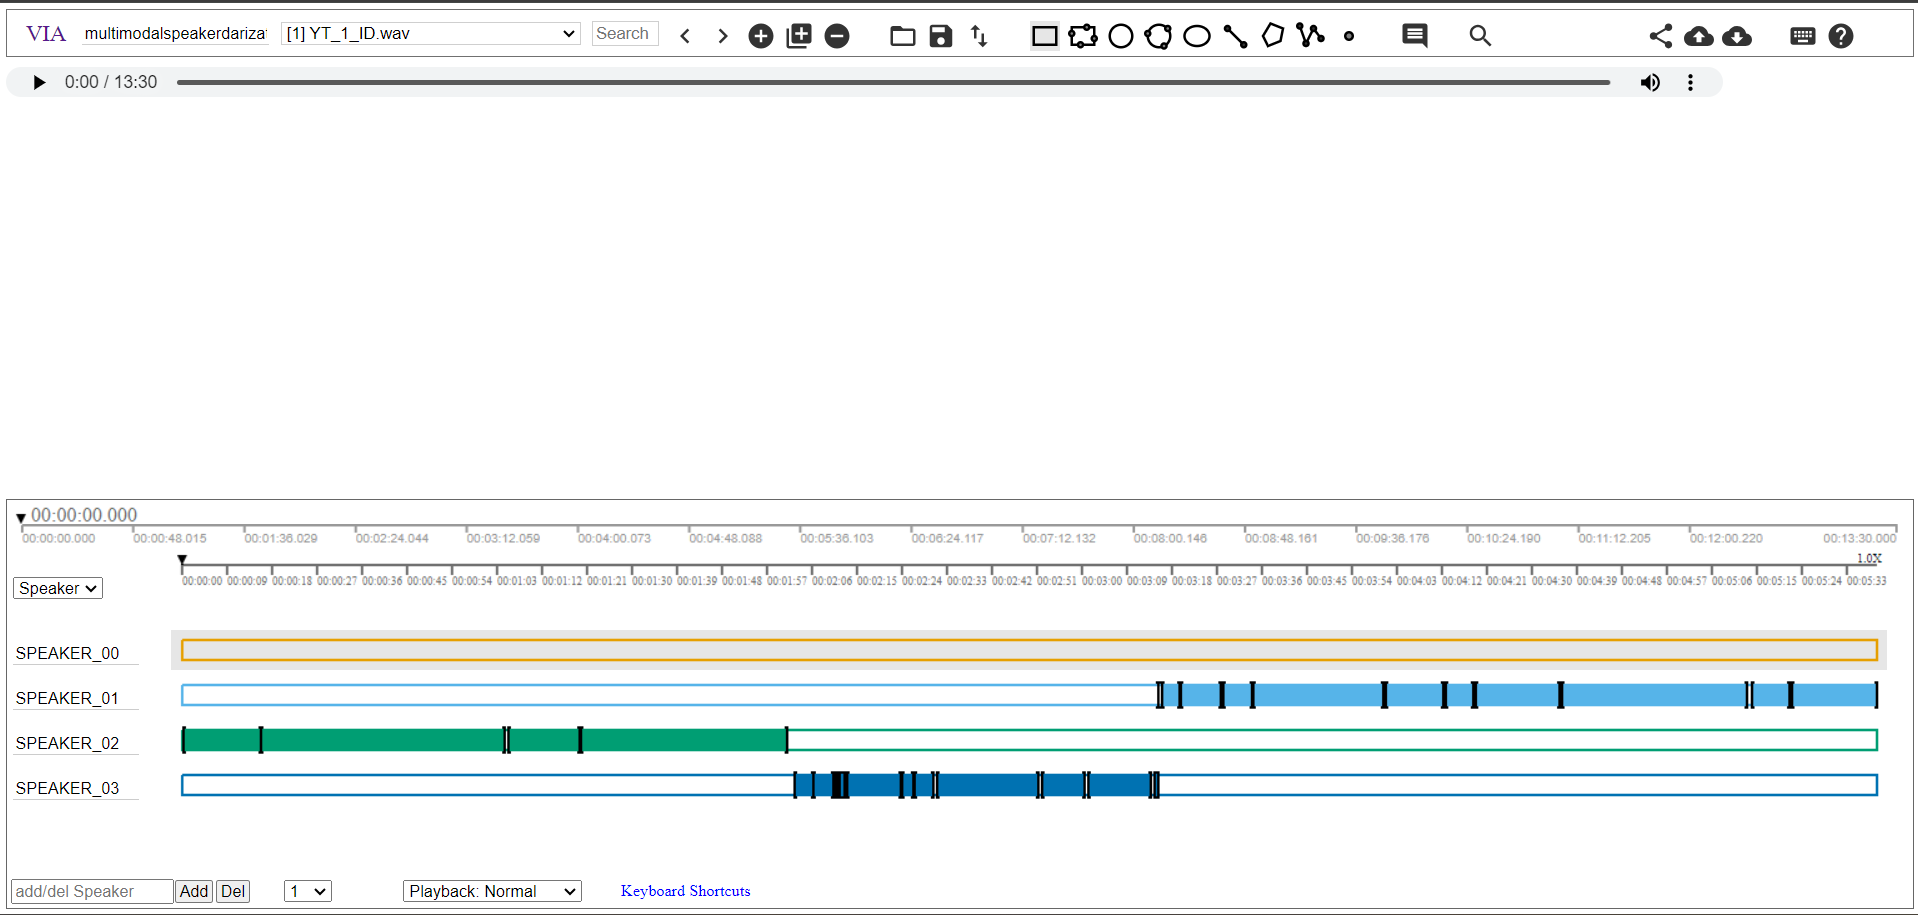 VIA multimodalspeakerdariza [1] YT_1_ID.wav Search
0:00 / 13:30
00:00:00.000
00:00:00.000 00:00:48.015 00:01:36.029 00:02:24.044 00:03:12.059 00:04:00.073 00:04:48.088 00:05:36.103 00:06:24.117 00:07:12.132 00:08:00.146 00:08:48.161 00:09:36.176 00:10:24.190 00:11:12.205 00:12:00.220 00:13:30.000
1.0X
00:00:00 00:00:09 00:00:18 00:00:27 00:00:36 00:00:45 00:00:54 00:01:03 00:01:12 00:01:21 00:01:30 00:01:39 00:01:48 00:01:57 00:02:06 00:02:15 00:02:24 00:02:33 00:02:42 00:02:51 00:03:00 00:03:09 00:03:18 00:03:27 00:03:36 00:03:45 00:03:54 00:04:03 00:04:12 00:04:21 00:04:30 00:04:39 00:04:48 00:04:57 00:05:06 00:05:15 00:05:24 00:05:33
Speaker
SPEAKER_00
SPEAKER_01
SPEAKER_02
SPEAKER_03
add/del Speaker Add Del 1 Playback: Normal Keyboard Shortcuts